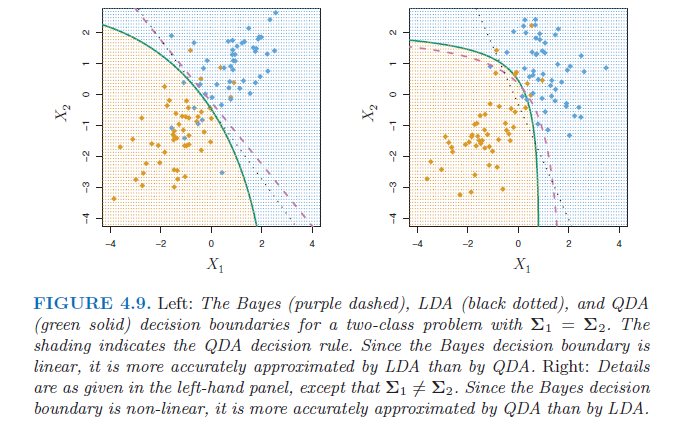 2
1
0
−1
−2
−3
−4
X2
−4
−2
0
2
4
X1
2
1
0
−1
−2
−3
−4
X2
−4
−2
0
2
4
X1
FIGURE 4.9. Left: The Bayes (purple dashed), LDA (black dotted), and QDA
(green solid) decision boundaries for a two-class problem with Σ1 = Σ2. The
shading indicates the QDA decision rule. Since the Bayes decision boundary is
linear, it is more accurately approximated by LDA than by QDA. Right: Details
are as given in the left-hand panel, except that Σ1 ≠ Σ2. Since the Bayes decision
boundary is non-linear, it is more accurately approximated by QDA than by LDA.